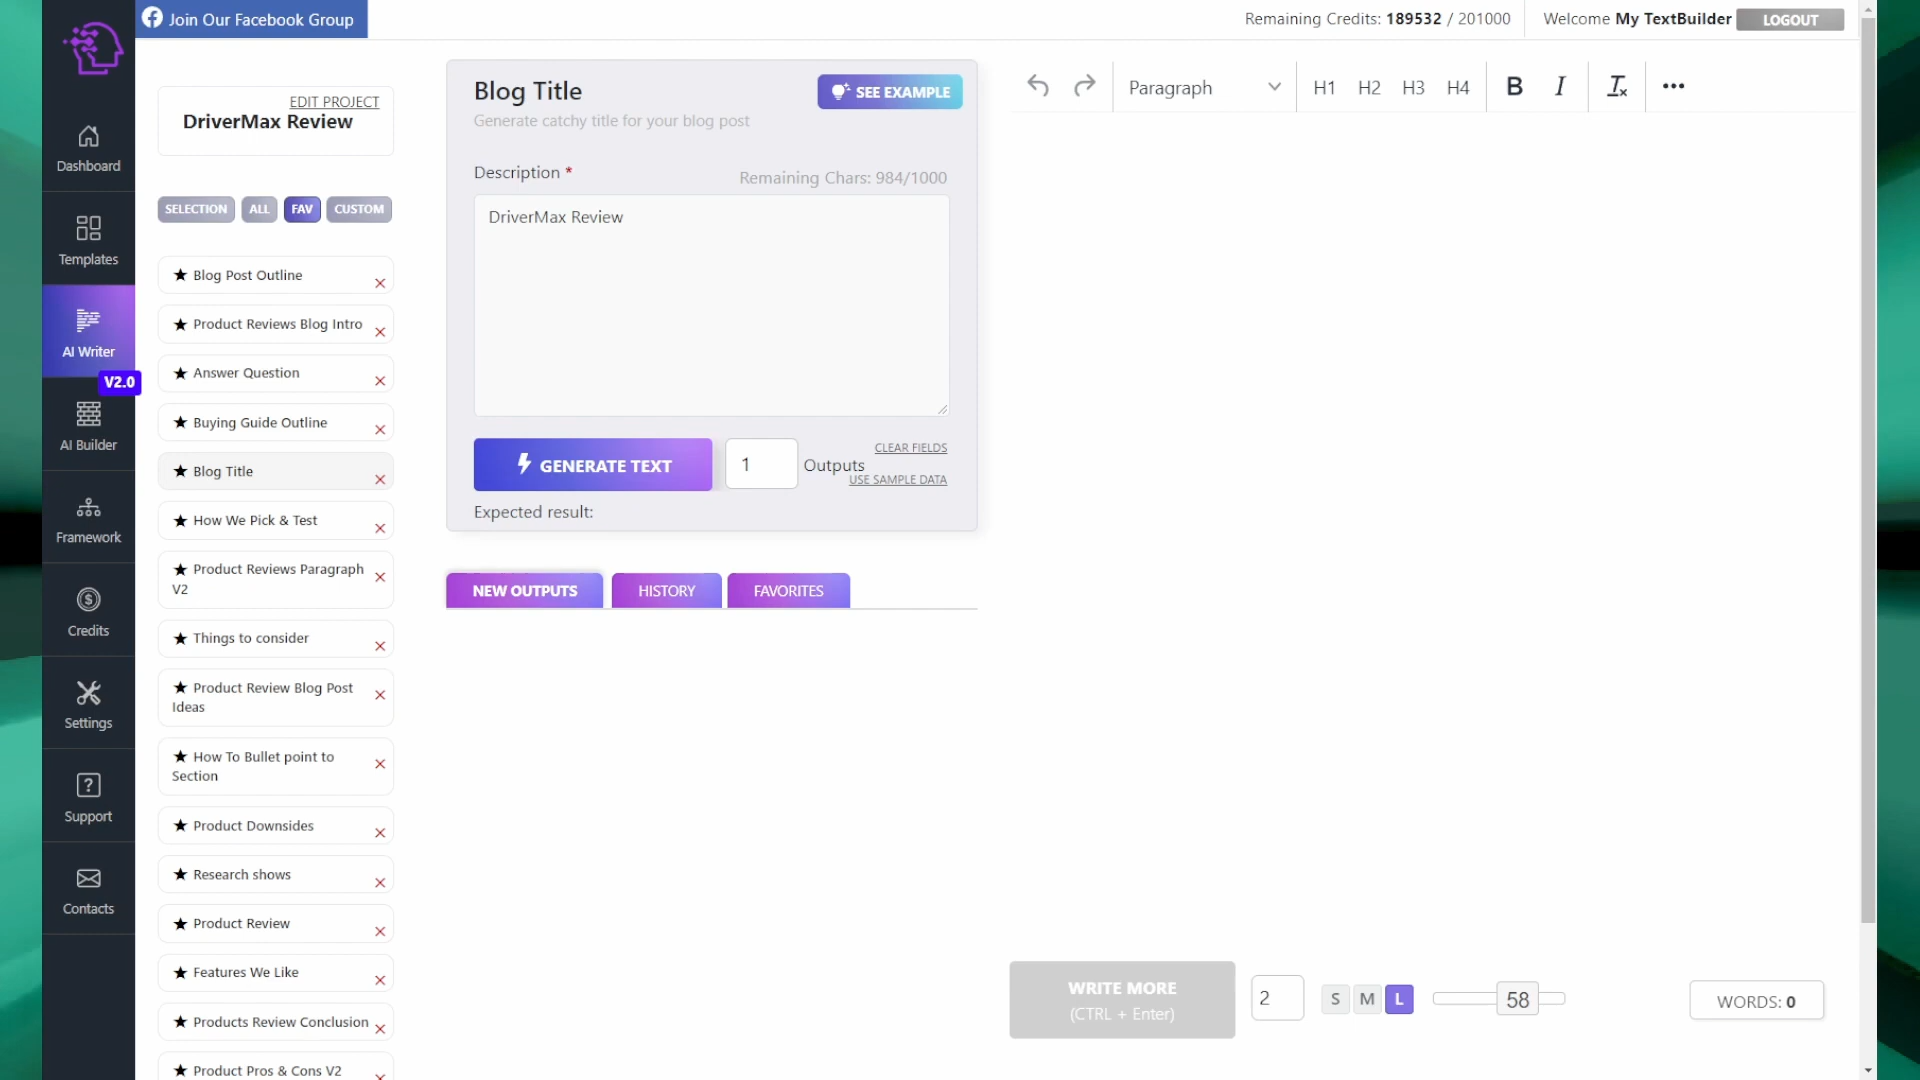 Join Our Facebook Group
Remaining Credits: 189532 / 201000
Welcome My TextBuilder
LOGOUT
Dashboard
Templates
AI Writer
V2.0
AI Builder
Framework
Credits
Settings
Support
Contacts
EDIT PROJECT
DriverMax Review
SELECTION
ALL
FAV
CUSTOM
Blog Post Outline
Product Reviews Blog Intro
Answer Question
Buying Guide Outline
Blog Title
How We Pick & Test
Product Reviews Paragraph
V2
Things to consider
Product Review Blog Post
Ideas
How To Bullet point to
Section
Product Downsides
Research shows
Product Review
Features We Like
Products Review Conclusion
Product Pros & Cons V2
Blog Title
SEE EXAMPLE
Generate catchy title for your blog post
Description *
Remaining Chars: 984/1000
DriverMax Review
GENERATE TEXT
1
Outputs
CLEAR FIELDS
USE SAMPLE DATA
Expected result:
NEW OUTPUTS
HISTORY
FAVORITES
Paragraph
H1
H2
H3
H4
B
I
WRITE MORE
(CTRL + Enter)
2
S
M
L
58
WORDS: 0